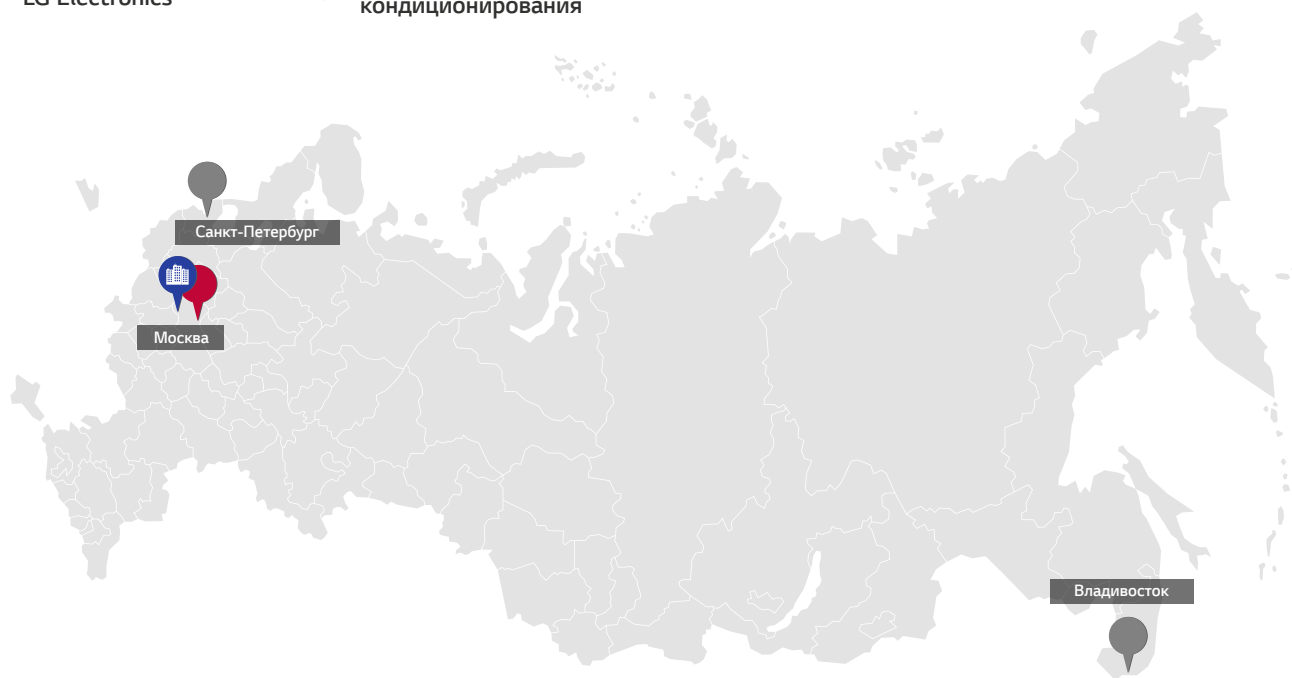 LG Electronics
кондиционирования
Санкт-Петербург
Москва
Владивосток